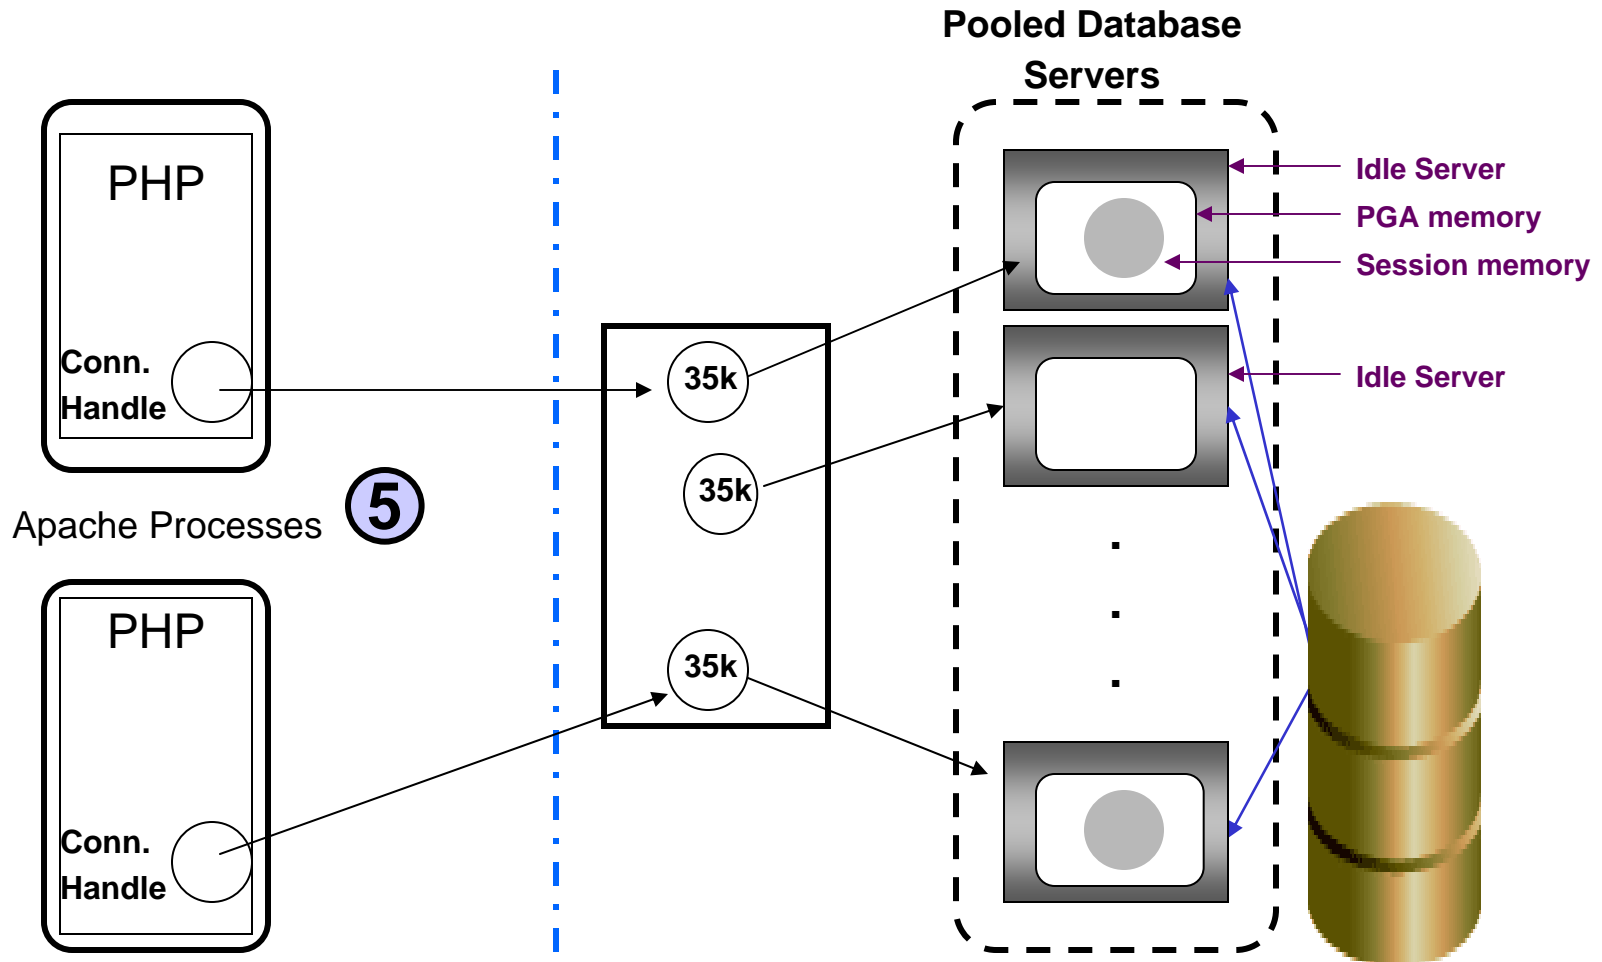 Pooled Database
Servers
PHP
Idle Server
PGA memory
Session memory
Conn.
Handle
35k
Idle Server
35k
5
Apache Processes
.
.
.
PHP
35k
Conn.
Handle